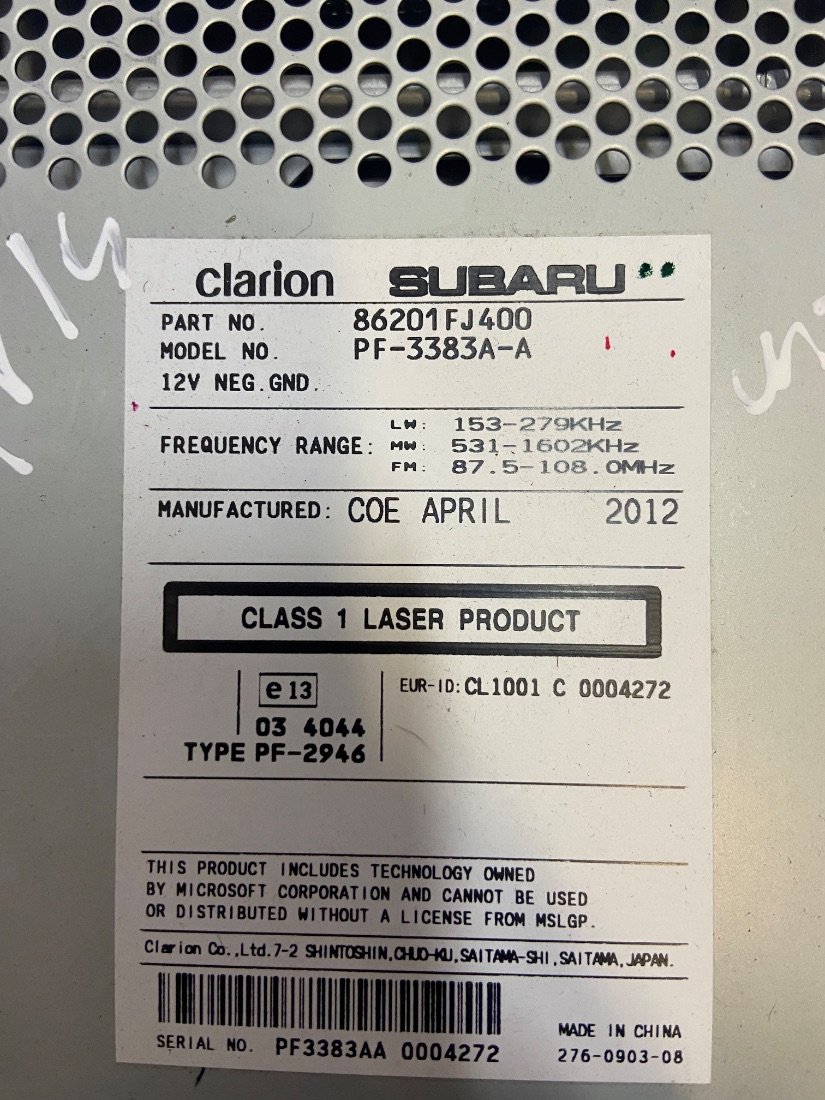 clarion SUBARU
PART NO. 86201FJ400
MODEL NO. PF-3383A-A
12V NEG.GND.
FREQUENCY RANGE: LW: 153-279KHz
MW: 531-1602KHz
FM: 87.5-108.0MHz
MANUFACTURED: COE APRIL 2012
CLASS 1 LASER PRODUCT
e13
03 4044
TYPE PF-2946
EUR-ID: CL1001 C 0004272
THIS PRODUCT INCLUDES TECHNOLOGY OWNED
BY MICROSOFT CORPORATION AND CANNOT BE USED
OR DISTRIBUTED WITHOUT A LICENSE FROM MSLGP.
Clarion Co.,Ltd.7-2 SHINTOSHIN,CHUO-KU,SAITAMA-SHI,SAITAMA,JAPAN.
SERIAL NO. PF3383AA 0004272
MADE IN CHINA
276-0903-08